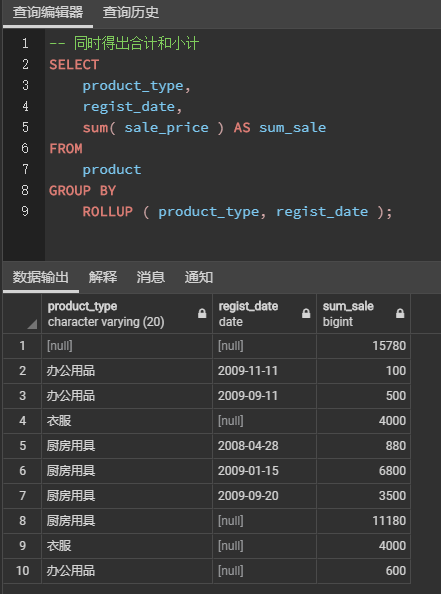 查询编辑器 查询历史
1 -- 同时得出合计和小计
2 SELECT
3 product_type,
4 regist_date,
5 sum( sale_price ) AS sum_sale
6 FROM
7 product
8 GROUP BY
9 ROLLUP ( product_type, regist_date );
数据输出 解释 消息 通知
product_type regist_date sum_sale
character varying (20) date bigint
1 [null] [null] 15780
2 办公用品 2009-11-11 100
3 办公用品 2009-09-11 500
4 衣服 [null] 4000
5 厨房用具 2008-04-28 880
6 厨房用具 2009-01-15 6800
7 厨房用具 2009-09-20 3500
8 厨房用具 [null] 11180
9 衣服 [null] 4000
10 办公用品 [null] 600